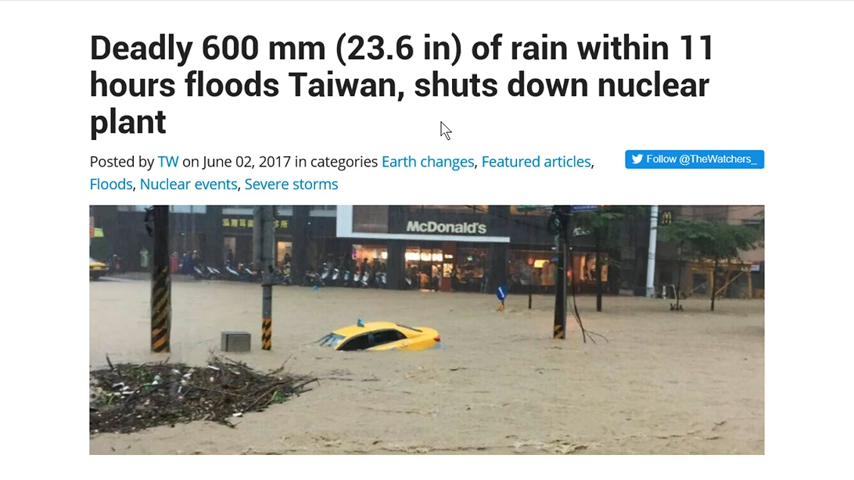 Deadly 600 mm (23.6 in) of rain within 11
hours floods Taiwan, shuts down nuclear
plant
Posted by TW on June 02, 2017 in categories Earth changes, Featured articles,
Floods, Nuclear events, Severe storms
Follow @TheWatchers_
McDonald's